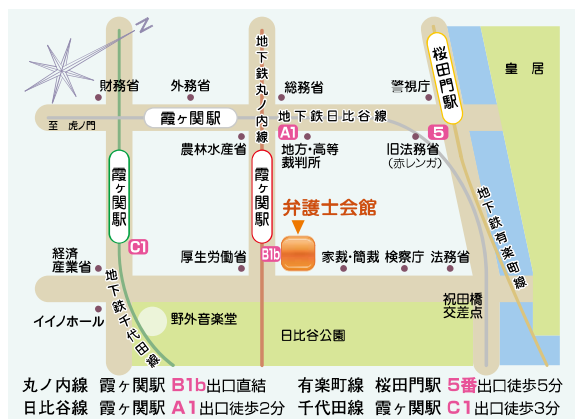 N
財務省
外務省
総務省
警視庁
桜田門駅
皇居
地下鉄丸ノ内線
至 虎ノ門
霞ヶ関駅
地下鉄日比谷線
A1
5
農林水産省
地方・高等
裁判所
旧法務省
(赤レンガ)
霞ヶ関駅
霞ヶ関駅
弁護士会館
地下鉄有楽町線
C1
B1b
経済
産業省
厚生労働省
家裁・簡裁
検察庁
法務省
地下鉄千代田線
祝田橋
交差点
イイノホール
野外音楽堂
日比谷公園
丸ノ内線 霞ヶ関駅 B1b出口直結
有楽町線 桜田門駅 5番出口徒歩5分
日比谷線 霞ヶ関駅 A1出口徒歩2分
千代田線 霞ヶ関駅 C1出口徒歩3分